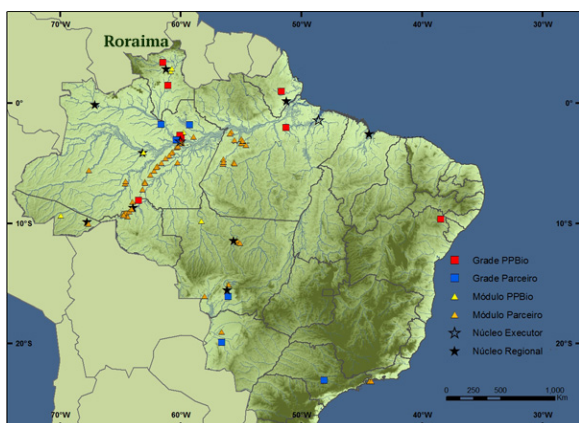 70°W 60°W 50°W 40°W 30°W
Roraima
0° 0°
10°S 10°S
20°S 20°S
Grade PPBio
Grade Parceiro
Módulo PPBio
Módulo Parceiro
Núcleo Executor
Núcleo Regional
0 250 500 1,000
Km
70°W 60°W 50°W 40°W 30°W